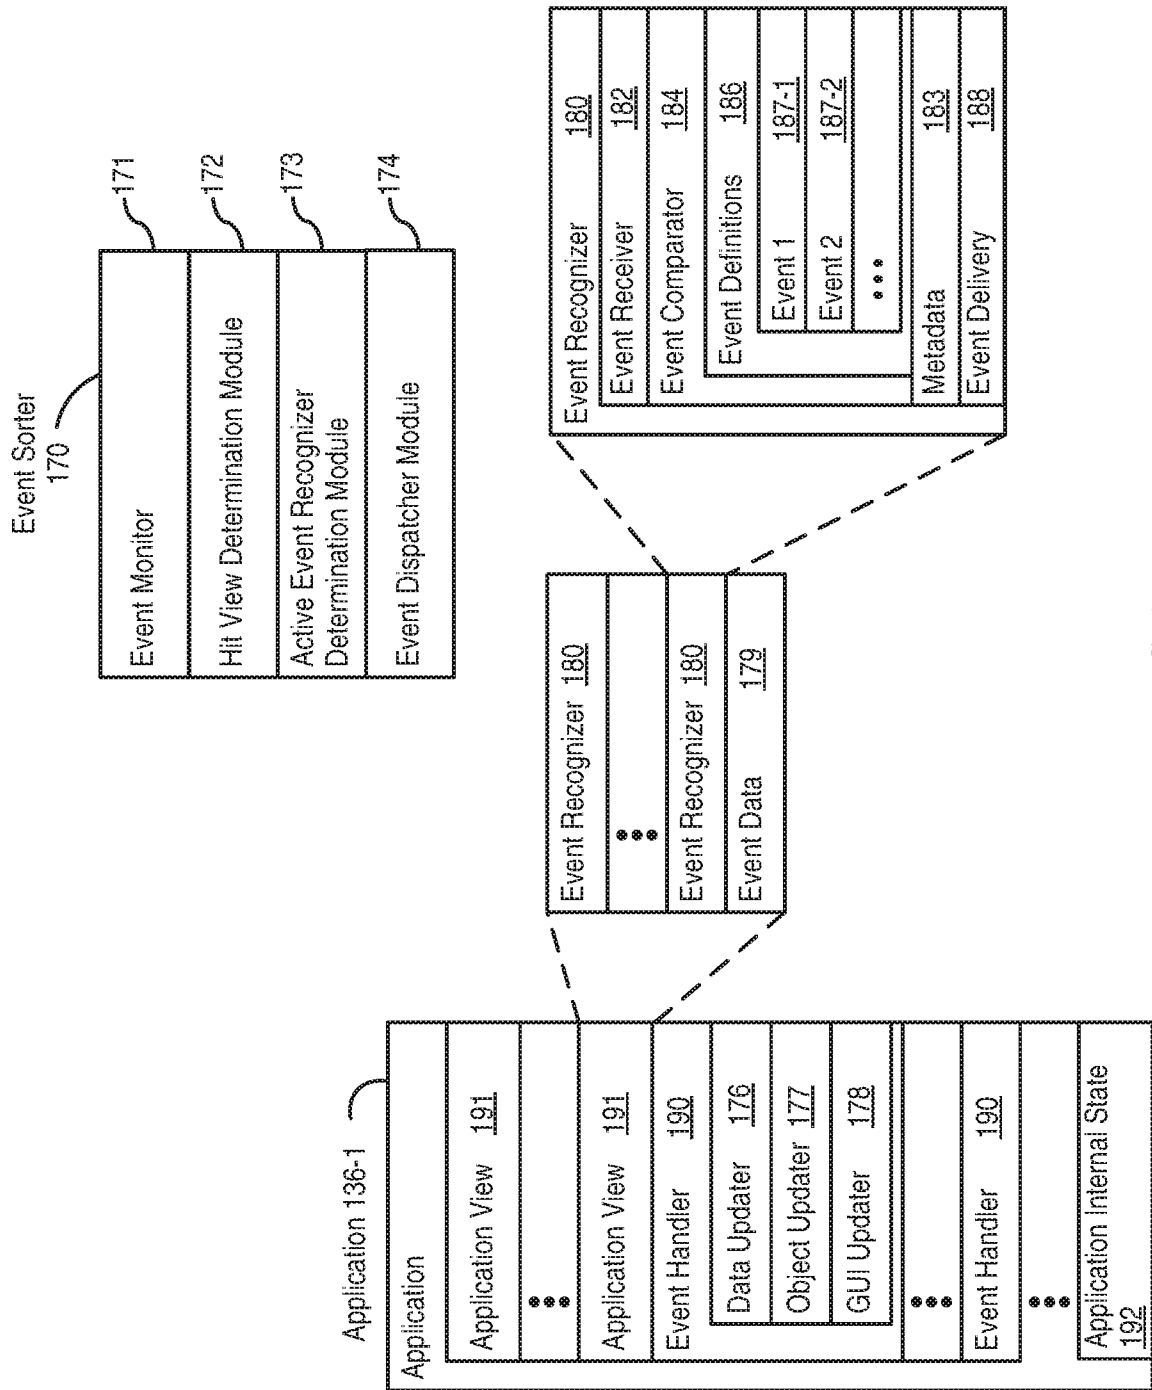 Event Sorter
170
Event Monitor
171
Hit View Determination Module
172
Active Event Recognizer
Determination Module
173
Event Dispatcher Module
174
Application 136-1
Application
Application View 191
Application View 191
Event Handler 190
Data Updater 176
Object Updater 177
GUI Updater 178
Event Handler 190
Application Internal State
192
Event Recognizer 180
Event Recognizer 180
Event Data 179
Event Recognizer 180
Event Receiver 182
Event Comparator 184
Event Definitions 186
Event 1 187-1
Event 2 187-2
Metadata 183
Event Delivery 188